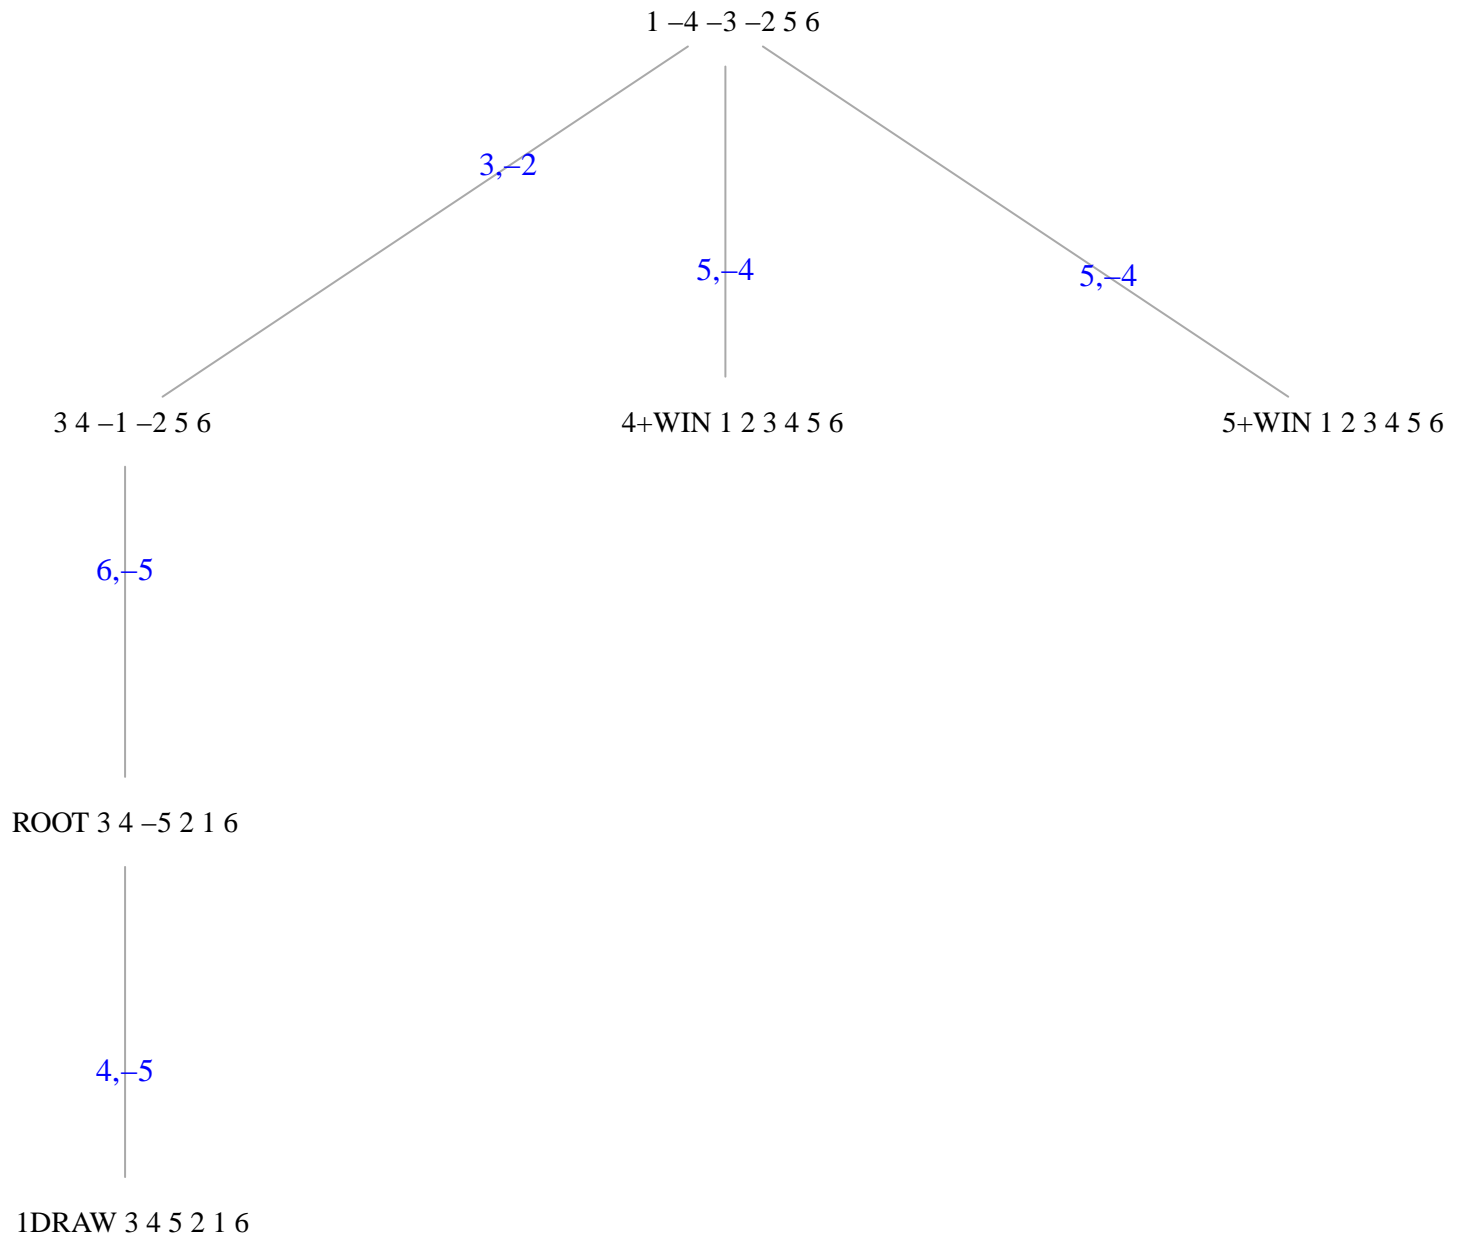 1 –4 –3 –2 5 6
3,–2
5,–4
5,–4
3 4 –1 –2 5 6
4+WIN 1 2 3 4 5 6
5+WIN 1 2 3 4 5 6
6,–5
ROOT 3 4 –5 2 1 6
4,–5
1DRAW 3 4 5 2 1 6